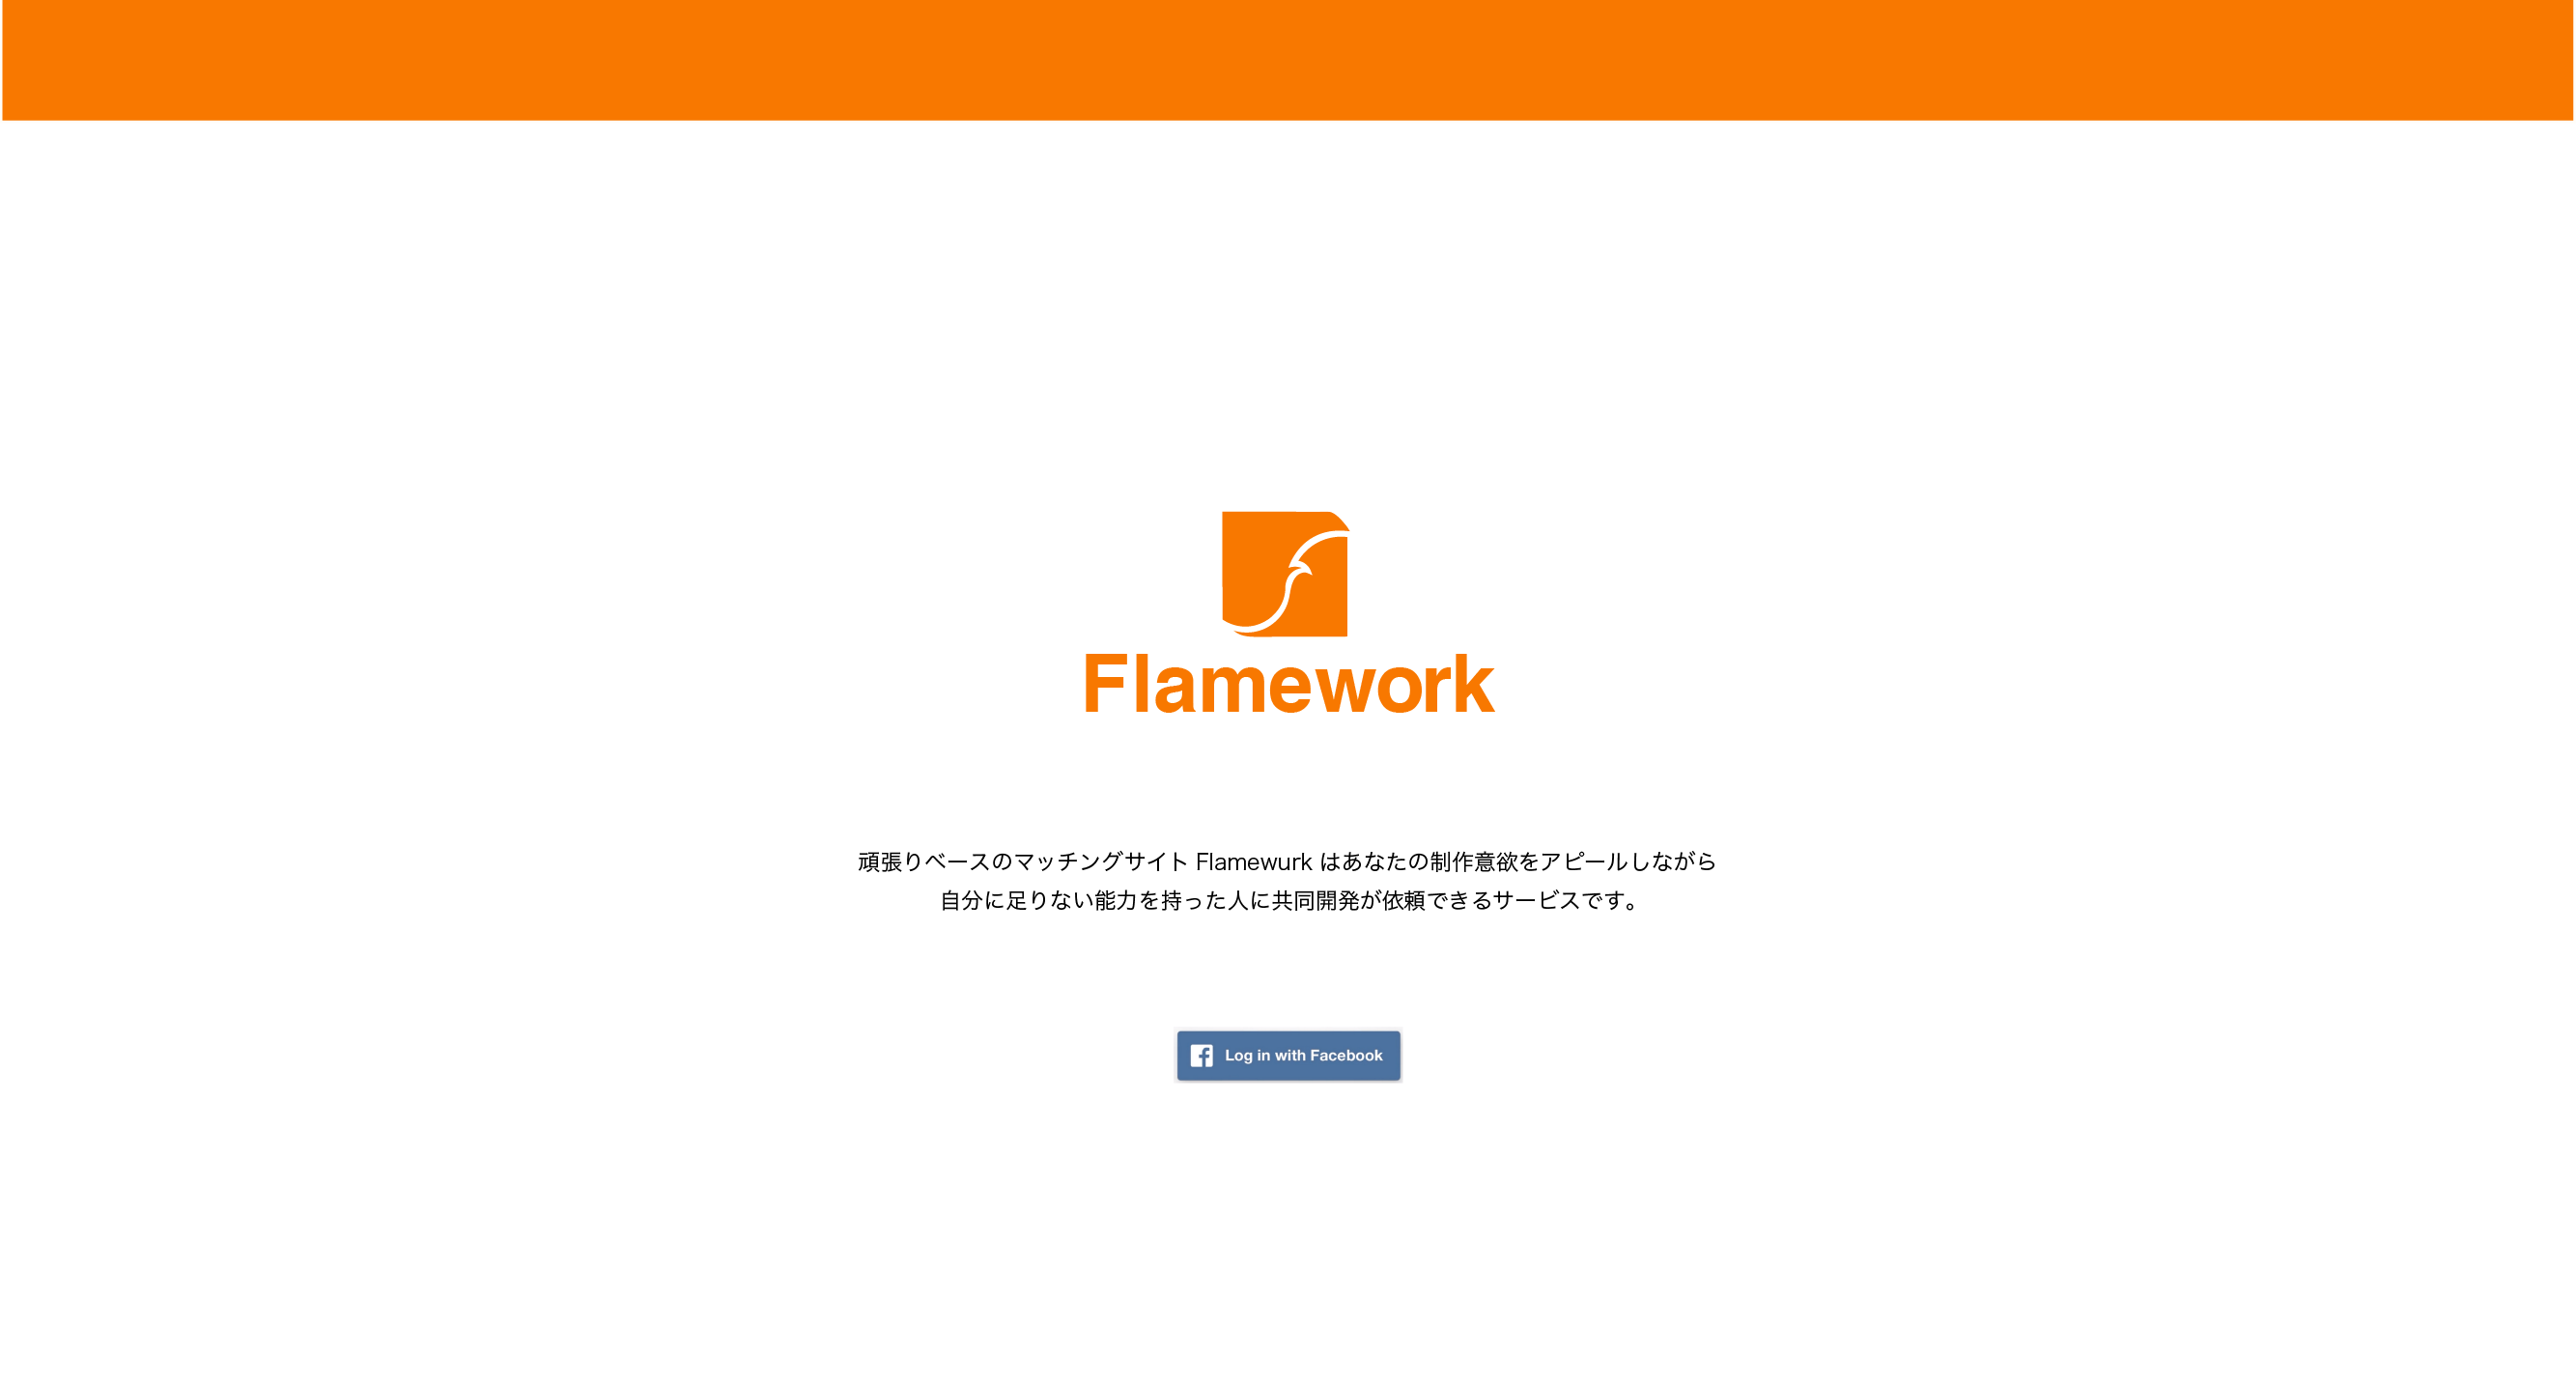 Flamework
頑張りベースのマッチングサイト Flamewurk はあなたの制作意欲をアピールしながら
自分に足りない能力を持った人に共同開発が依頼できるサービスです。
Log in with Facebook